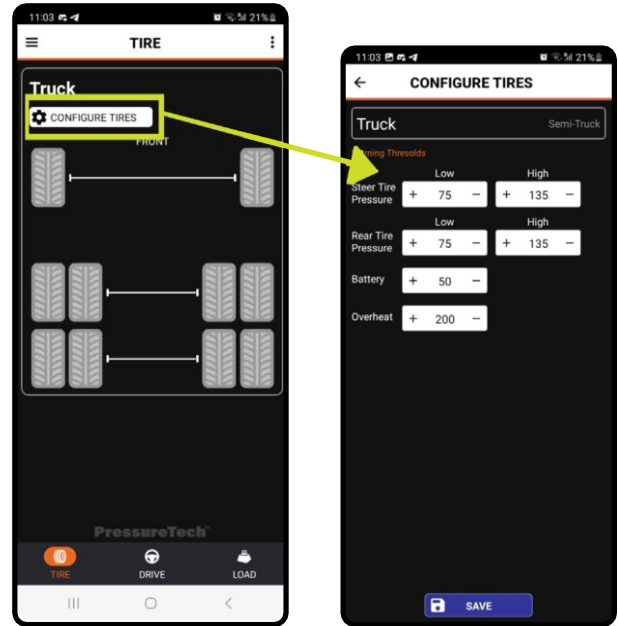 11:03
21%
TIRE
Truck
CONFIGURE TIRES
FRONT
PressureTech
TIRE
DRIVE
LOAD
11:03
21%
CONFIGURE TIRES
Truck
Semi-Truck
Thresolds
Low
High
Steer Tire
Pressure
+ 75 −
+ 135 −
Low
High
Rear Tire
Pressure
+ 75 −
+ 135 −
Battery
+ 50 −
Overheat
+ 200 −
SAVE